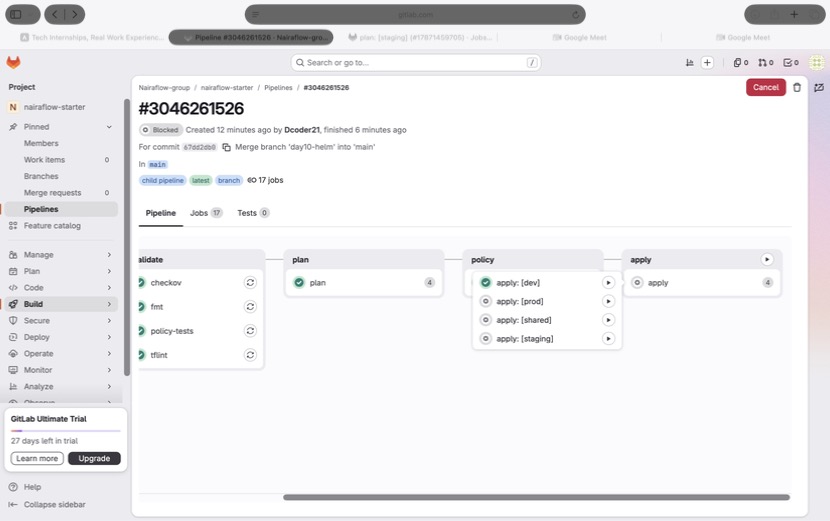 gitlab.com
Tech Internships, Real Work Experienc...
Pipeline #3046261526 · Nairaflow-gro...
plan: [staging] (#17871459705) · Jobs...
Google Meet
Google Meet
Search or go to...
/
0
0
0
Project
N nairaflow-starter
Pinned
Members
Work items 0
Branches
Merge requests 0
Pipelines
Feature catalog
Manage
Plan
Code
Build
Secure
Deploy
Operate
Monitor
Analyze
GitLab Ultimate Trial
27 days left in trial
Learn more
Upgrade
Help
Collapse sidebar
Nairaflow-group / nairaflow-starter / Pipelines / #3046261526
Cancel
#3046261526
Blocked Created 12 minutes ago by Dcoder21, finished 6 minutes ago
For commit 67dd2db0 Merge branch 'day10-helm' into 'main'
In main
child pipeline latest branch 17 jobs
Pipeline Jobs 17 Tests 0
alidate
checkov
fmt
policy-tests
tflint
plan
plan 4
policy
apply: [dev]
apply: [prod]
apply: [shared]
apply: [staging]
apply
apply 4